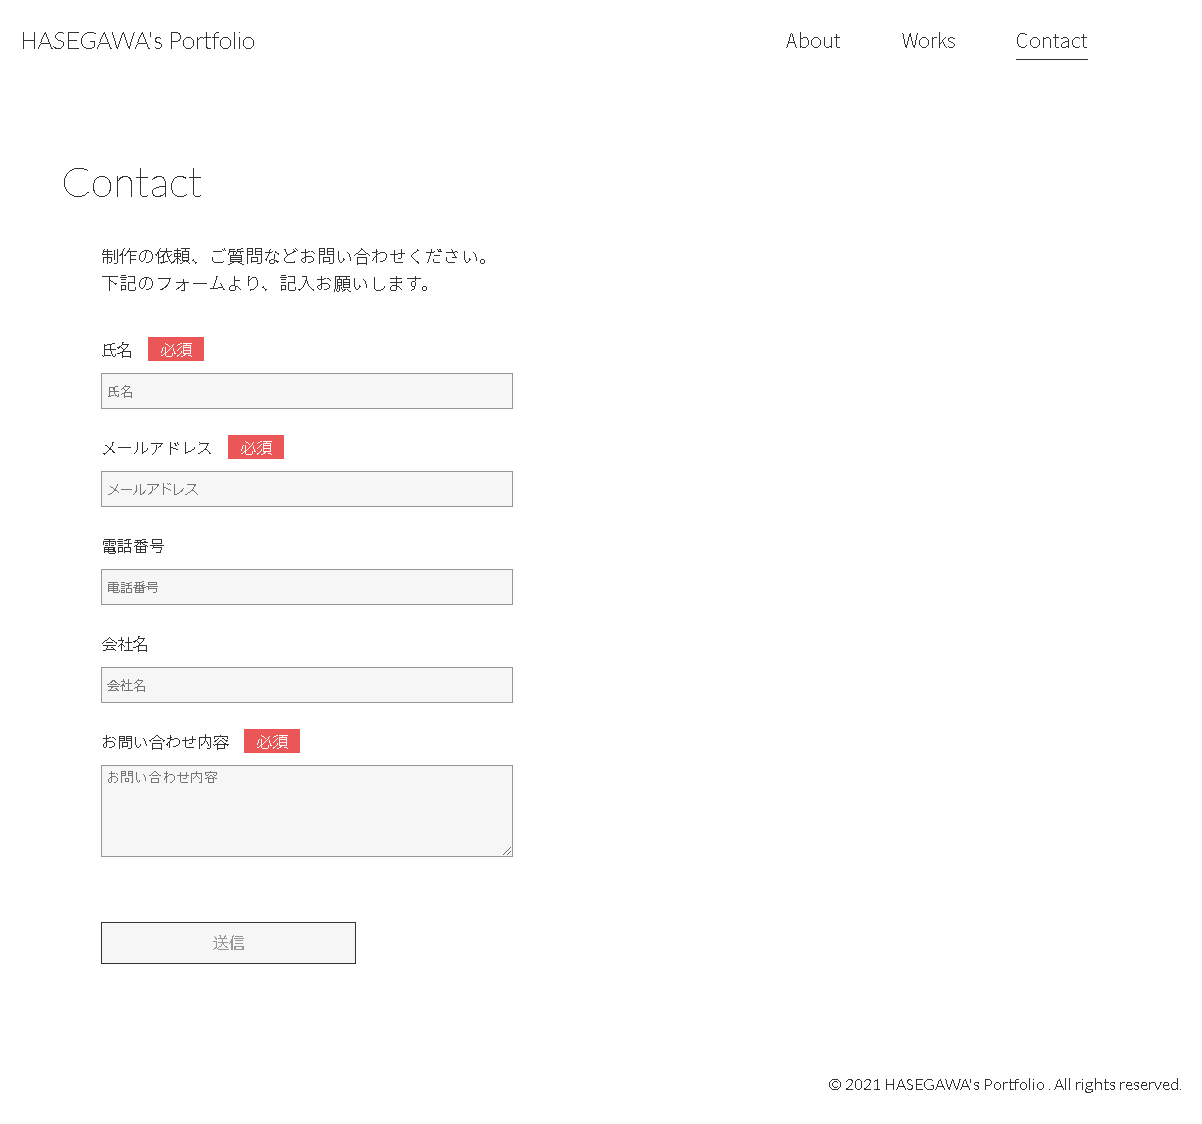 HASEGAWA's Portfolio
About
Works
Contact
Contact
制作の依頼、ご質問などお問い合わせください。
下記のフォームより、記入お願いします。
氏名 必須
氏名
メールアドレス 必須
メールアドレス
電話番号
電話番号
会社名
会社名
お問い合わせ内容 必須
お問い合わせ内容
送信
© 2021 HASEGAWA's Portfolio . All rights reserved.